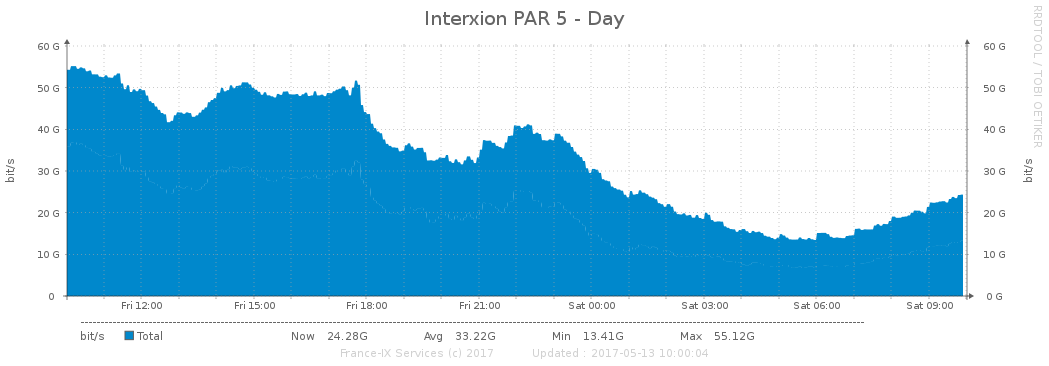 Interxion PAR 5 - Day
RRDTOOL / TOBI OETIKER
60 G 60 G
50 G 50 G
40 G 40 G
30 G 30 G
20 G 20 G
10 G 10 G
0 0 G
bit/s bit/s
Fri 12:00 Fri 15:00 Fri 18:00 Fri 21:00 Sat 00:00 Sat 03:00 Sat 06:00 Sat 09:00
bit/s Total Now 24.28G Avg 33.22G Min 13.41G Max 55.12G
France-IX Services (c) 2017 Updated : 2017-05-13 10:00:04